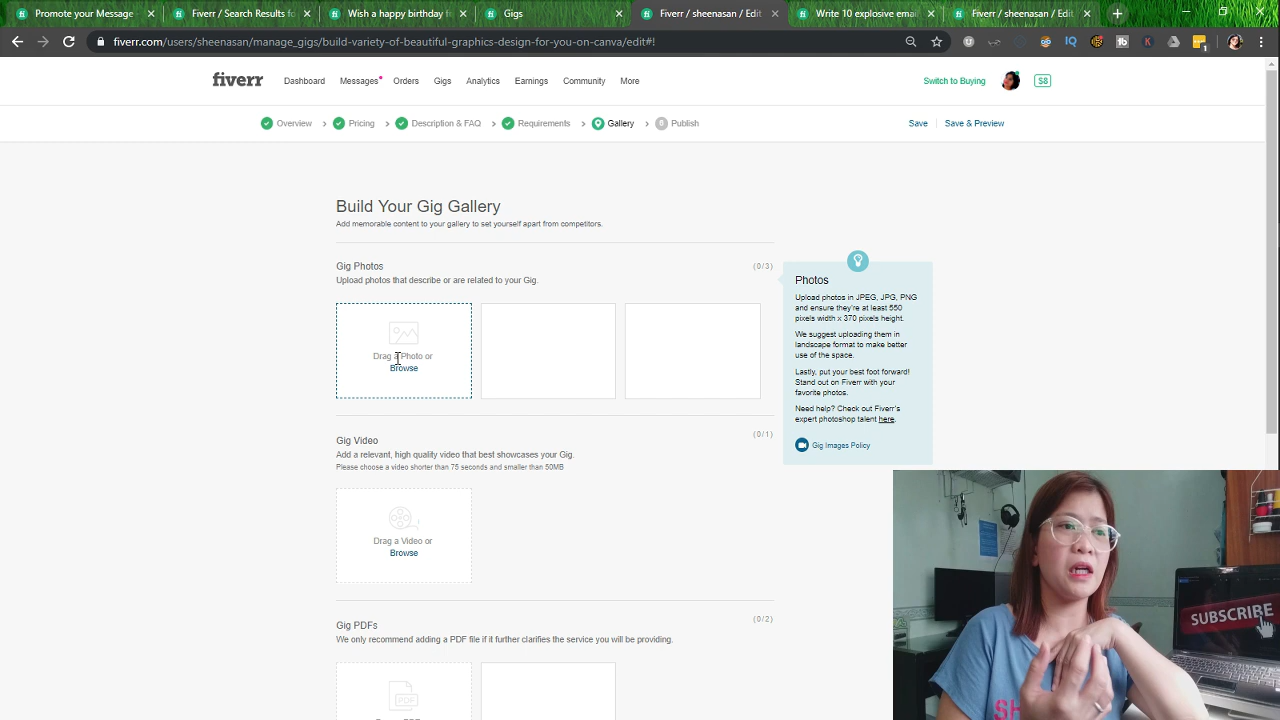 Promote your Message
Fiverr / Search Results fo
Wish a happy birthday f
Gigs
Fiverr / sheenasan / Edit
Write 10 explosive emai
Fiverr / sheenasan / Edit
fiverr.com/users/sheenasan/manage_gigs/build-variety-of-beautiful-graphics-design-for-you-on-canva/edit#!
fiverr
Dashboard
Messages
Orders
Gigs
Analytics
Earnings
Community
More
Switch to Buying
$8
Overview
Pricing
Description & FAQ
Requirements
Gallery
6 Publish
Save
Save & Preview
Build Your Gig Gallery
Add memorable content to your gallery to set yourself apart from competitors.
Gig Photos
(0/3)
Upload photos that describe or are related to your Gig.
Drag a Photo or
Browse
Photos
Upload photos in JPEG, JPG, PNG
and ensure they're at least 550
pixels width x 370 pixels height.
We suggest uploading them in
landscape format to make better
use of the space.
Lastly, put your best foot forward!
Stand out on Fiverr with your
favorite photos.
Need help? Check out Fiverr's
expert photoshop talent here.
Gig Images Policy
Gig Video
(0/1)
Add a relevant, high quality video that best showcases your Gig.
Please choose a video shorter than 75 seconds and smaller than 50MB
Drag a Video or
Browse
Gig PDFs
(0/2)
We only recommend adding a PDF file if it further clarifies the service you will be providing.
PDF
SUBSCRIBE
SH